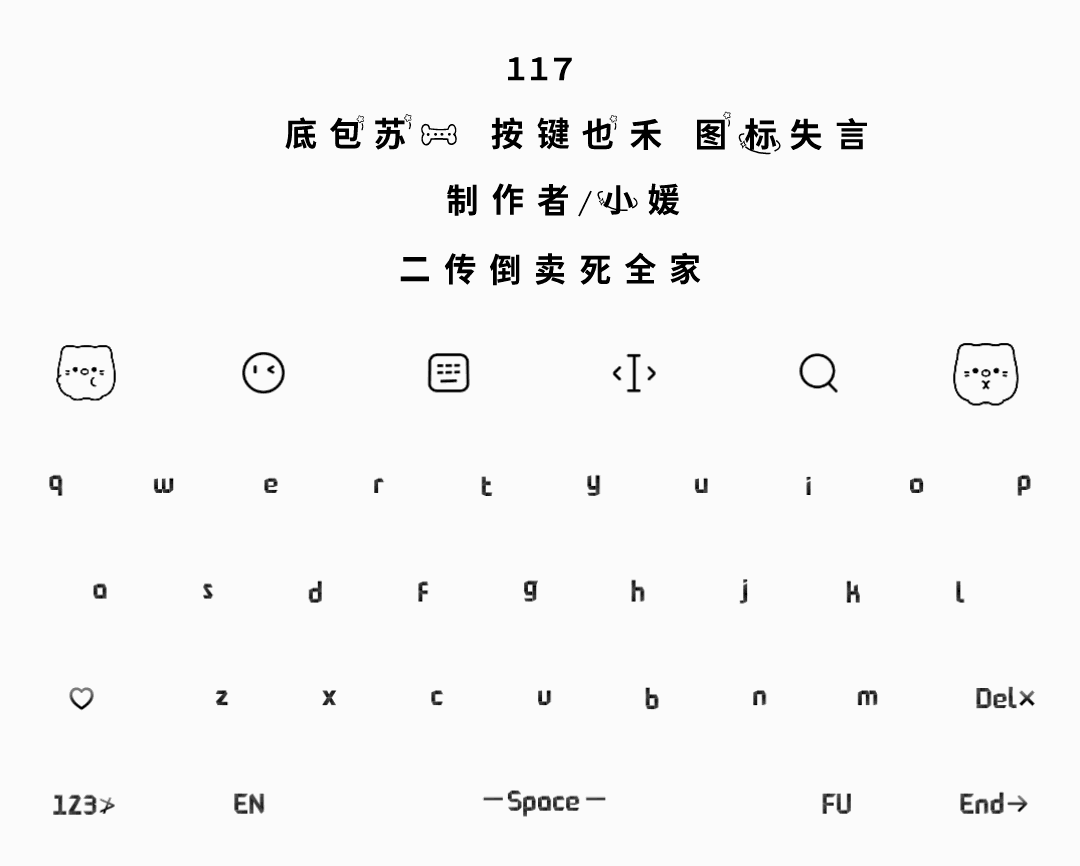 117
底包苏 按键也禾 图标失言
制作者/小媛
二传倒卖死全家
q w e r t y u i o p
a s d f g h j k l
z x c v b n m Del×
123 EN —Space— FU End→